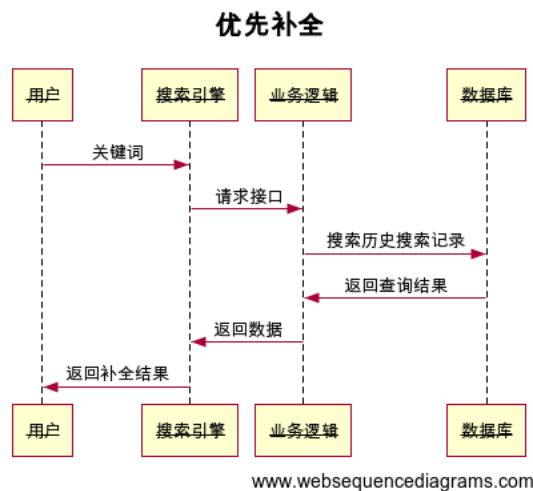 优先补全
用户 搜索引擎 业务逻辑 数据库
关键词
请求接口
搜索历史搜索记录
返回查询结果
返回数据
返回补全结果
用户 搜索引擎 业务逻辑 数据库
www.websequencediagrams.com